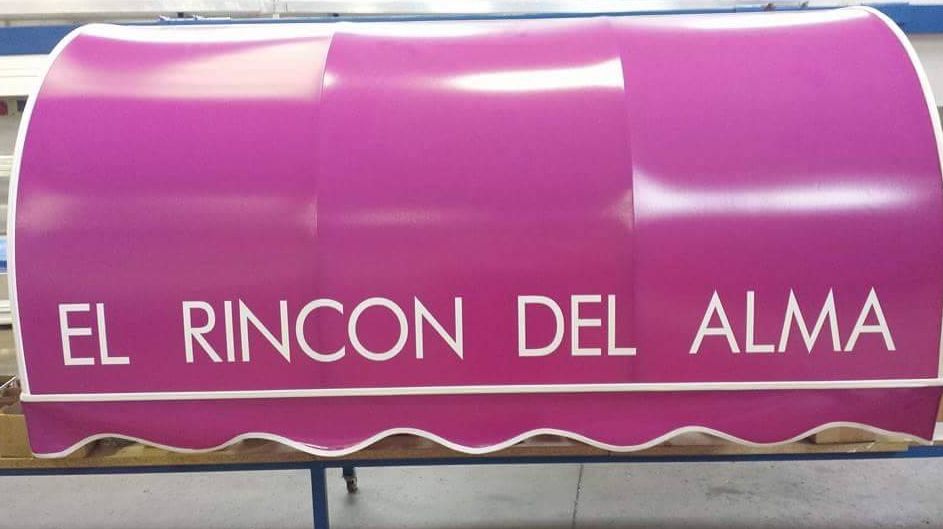 EL RINCON DEL ALMA